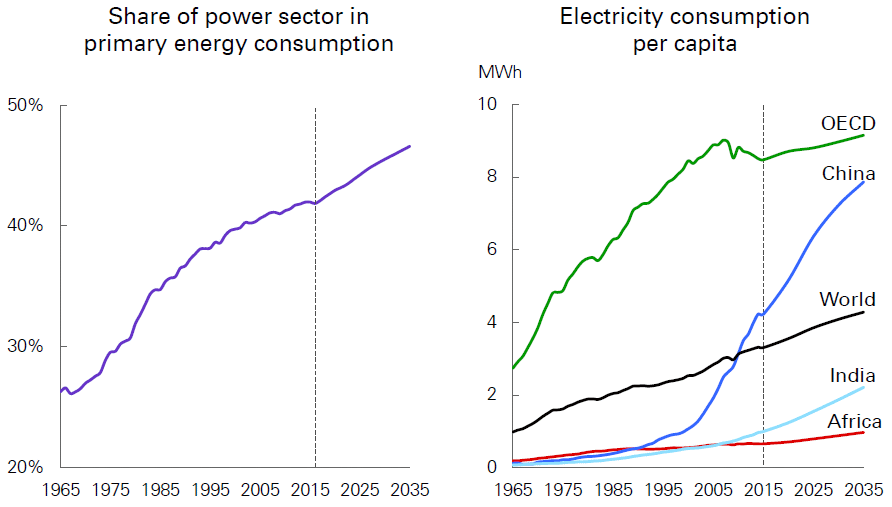 Share of power sector in
primary energy consumption
50%
40%
30%
20%
1965 1975 1985 1995 2005 2015 2025 2035
Electricity consumption
per capita
MWh
10
8
6
4
2
0
OECD
China
World
India
Africa
1965 1975 1985 1995 2005 2015 2025 2035